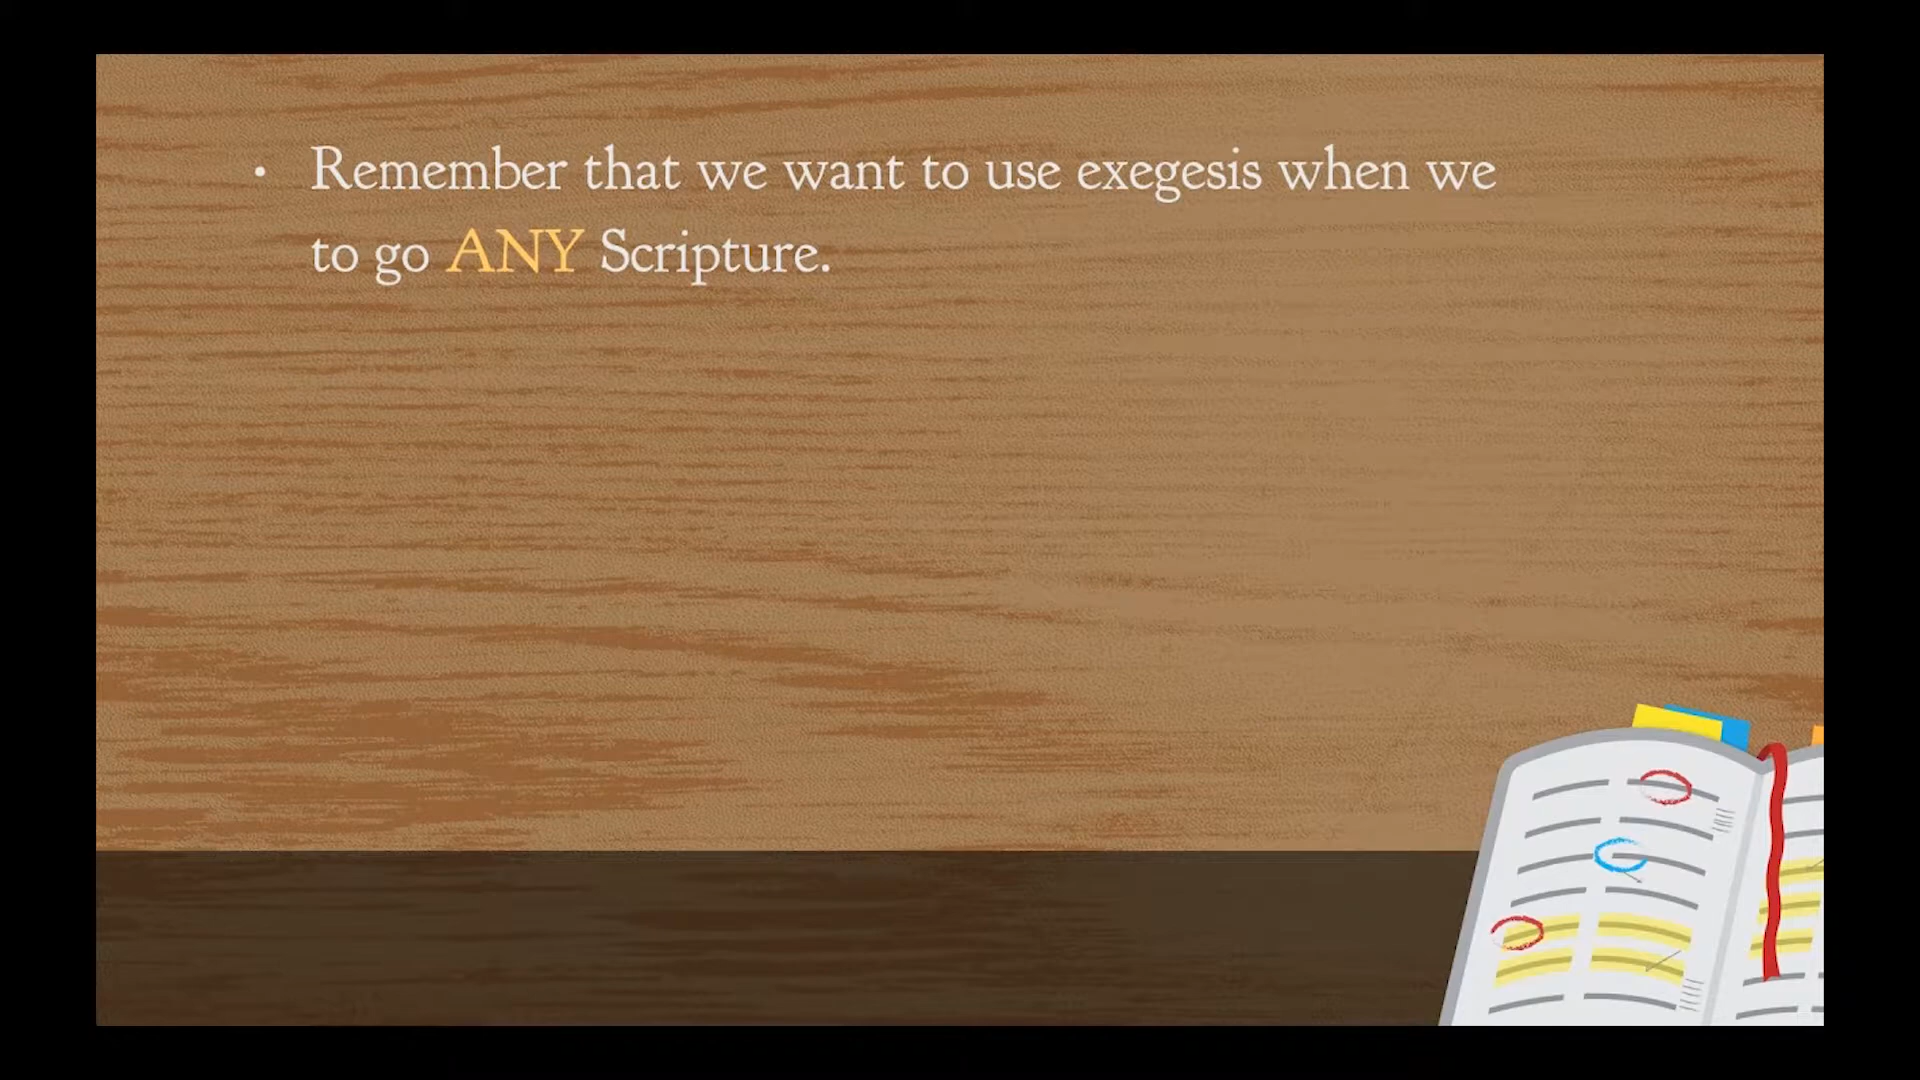 • Remember that we want to use exegesis when we
to go ANY Scripture.